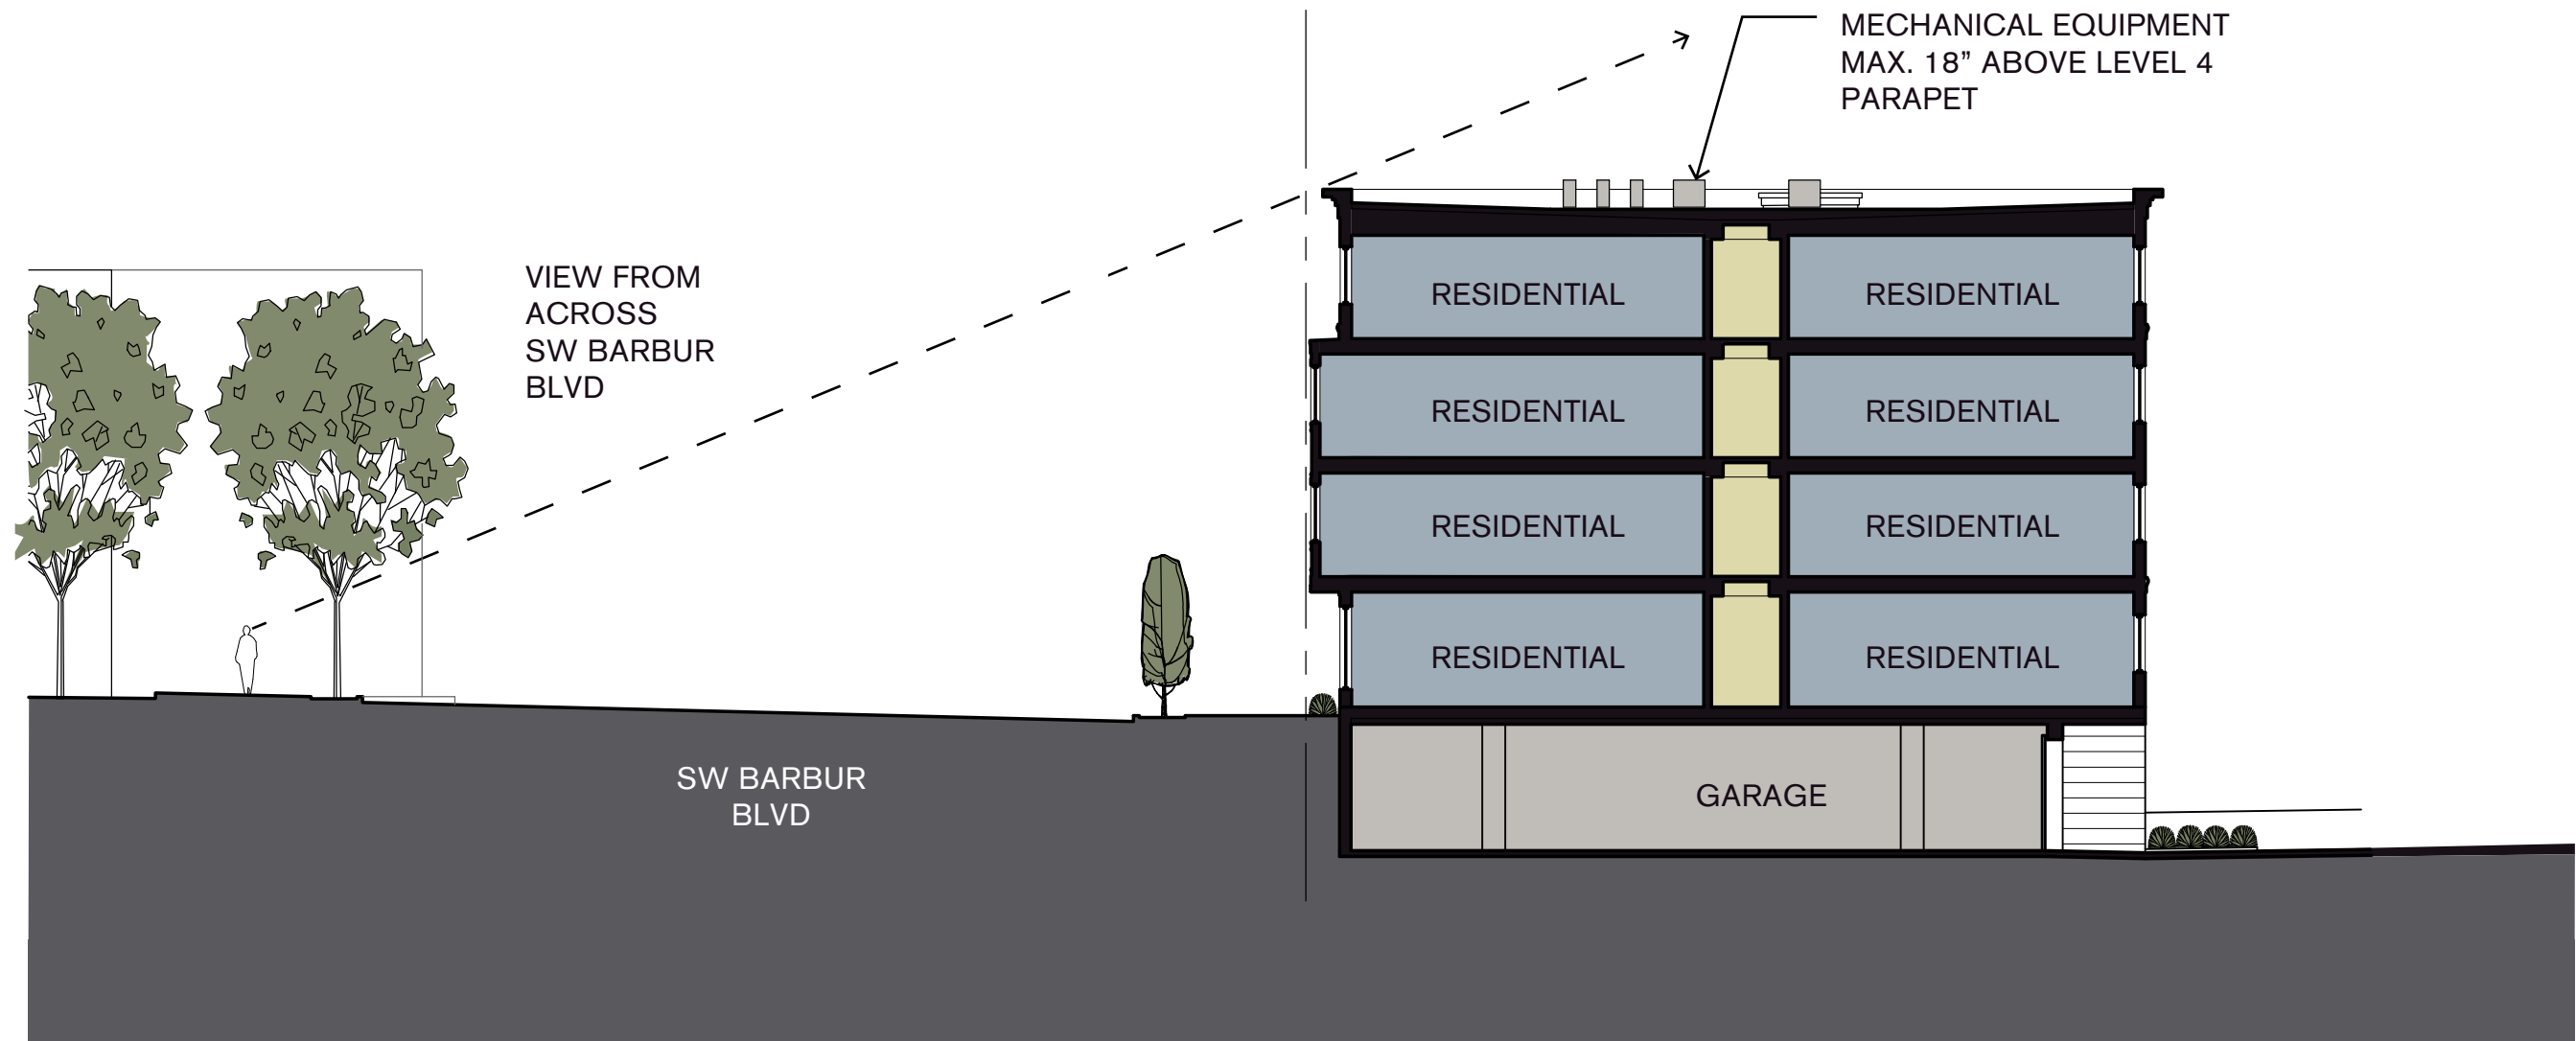 MECHANICAL EQUIPMENT
MAX. 18” ABOVE LEVEL 4
PARAPET
VIEW FROM
ACROSS
SW BARBUR
BLVD
RESIDENTIAL
RESIDENTIAL
RESIDENTIAL
RESIDENTIAL
RESIDENTIAL
RESIDENTIAL
RESIDENTIAL
RESIDENTIAL
SW BARBUR
BLVD
GARAGE